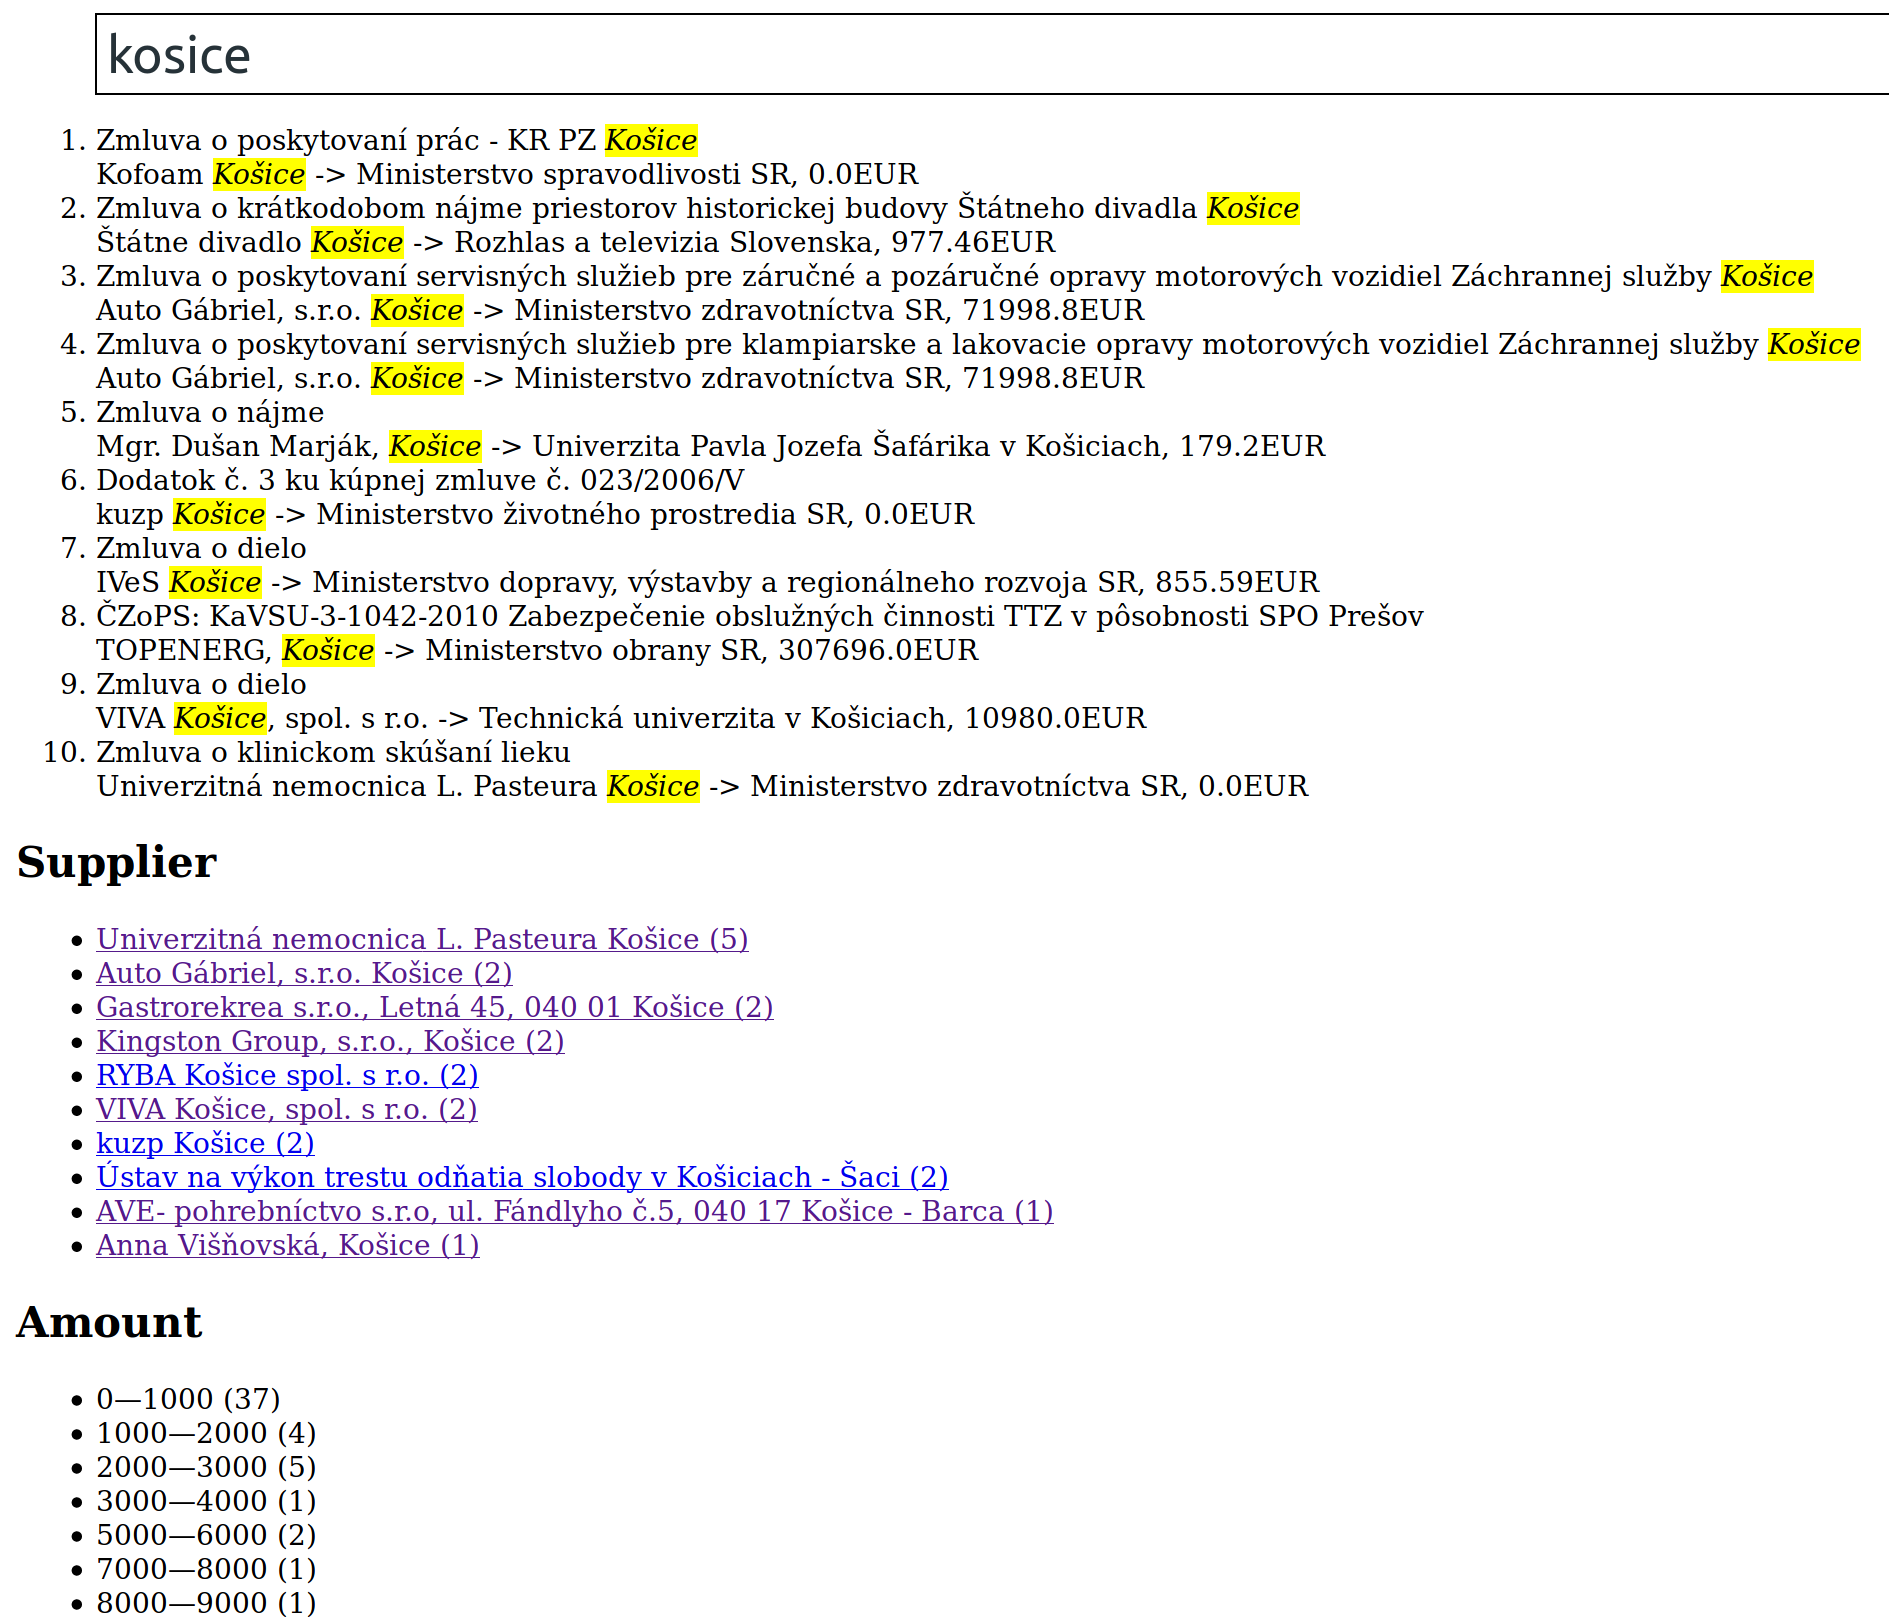 kosice
1. Zmluva o poskytovaní prác - KR PZ Košice
Kofoam Košice -> Ministerstvo spravodlivosti SR, 0.0EUR
2. Zmluva o krátkodobom nájme priestorov historickej budovy Štátneho divadla Košice
Štátne divadlo Košice -> Rozhlas a televizia Slovenska, 977.46EUR
3. Zmluva o poskytovaní servisných služieb pre záručné a pozáručné opravy motorových vozidiel Záchrannej služby Košice
Auto Gábriel, s.r.o. Košice -> Ministerstvo zdravotníctva SR, 71998.8EUR
4. Zmluva o poskytovaní servisných služieb pre klampiarske a lakovacie opravy motorových vozidiel Záchrannej služby Košice
Auto Gábriel, s.r.o. Košice -> Ministerstvo zdravotníctva SR, 71998.8EUR
5. Zmluva o nájme
Mgr. Dušan Marják, Košice -> Univerzita Pavla Jozefa Šafárika v Košiciach, 179.2EUR
6. Dodatok č. 3 ku kúpnej zmluve č. 023/2006/V
kuzp Košice -> Ministerstvo životného prostredia SR, 0.0EUR
7. Zmluva o dielo
IVeS Košice -> Ministerstvo dopravy, výstavby a regionálneho rozvoja SR, 855.59EUR
8. ČZoPS: KaVSU-3-1042-2010 Zabezpečenie obslužných činnosti TTZ v pôsobnosti SPO Prešov
TOPENERG, Košice -> Ministerstvo obrany SR, 307696.0EUR
9. Zmluva o dielo
VIVA Košice, spol. s r.o. -> Technická univerzita v Košiciach, 10980.0EUR
10. Zmluva o klinickom skúšaní lieku
Univerzitná nemocnica L. Pasteura Košice -> Ministerstvo zdravotníctva SR, 0.0EUR
Supplier
• Univerzitná nemocnica L. Pasteura Košice (5)
• Auto Gábriel, s.r.o. Košice (2)
• Gastrorekrea s.r.o., Letná 45, 040 01 Košice (2)
• Kingston Group, s.r.o., Košice (2)
• RYBA Košice spol. s r.o. (2)
• VIVA Košice, spol. s r.o. (2)
• kuzp Košice (2)
• Ústav na výkon trestu odňatia slobody v Košiciach - Šaci (2)
• AVE- pohrebníctvo s.r.o, ul. Fándlyho č.5, 040 17 Košice - Barca (1)
• Anna Višňovská, Košice (1)
Amount
• 0—1000 (37)
• 1000—2000 (4)
• 2000—3000 (5)
• 3000—4000 (1)
• 5000—6000 (2)
• 7000—8000 (1)
• 8000—9000 (1)